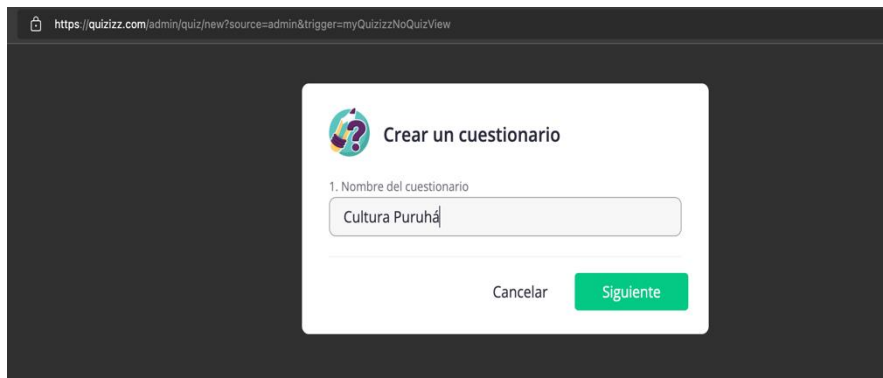 https://quizizz.com/admin/quiz/new?source=admin&trigger=myQuizizzNoQuizView
Crear un cuestionario
1. Nombre del cuestionario
Cultura Puruhá
Cancelar Siguiente